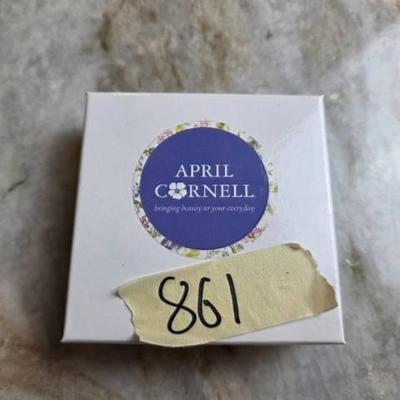 APRIL
CORNELL
bringing beauty to your everyday
861